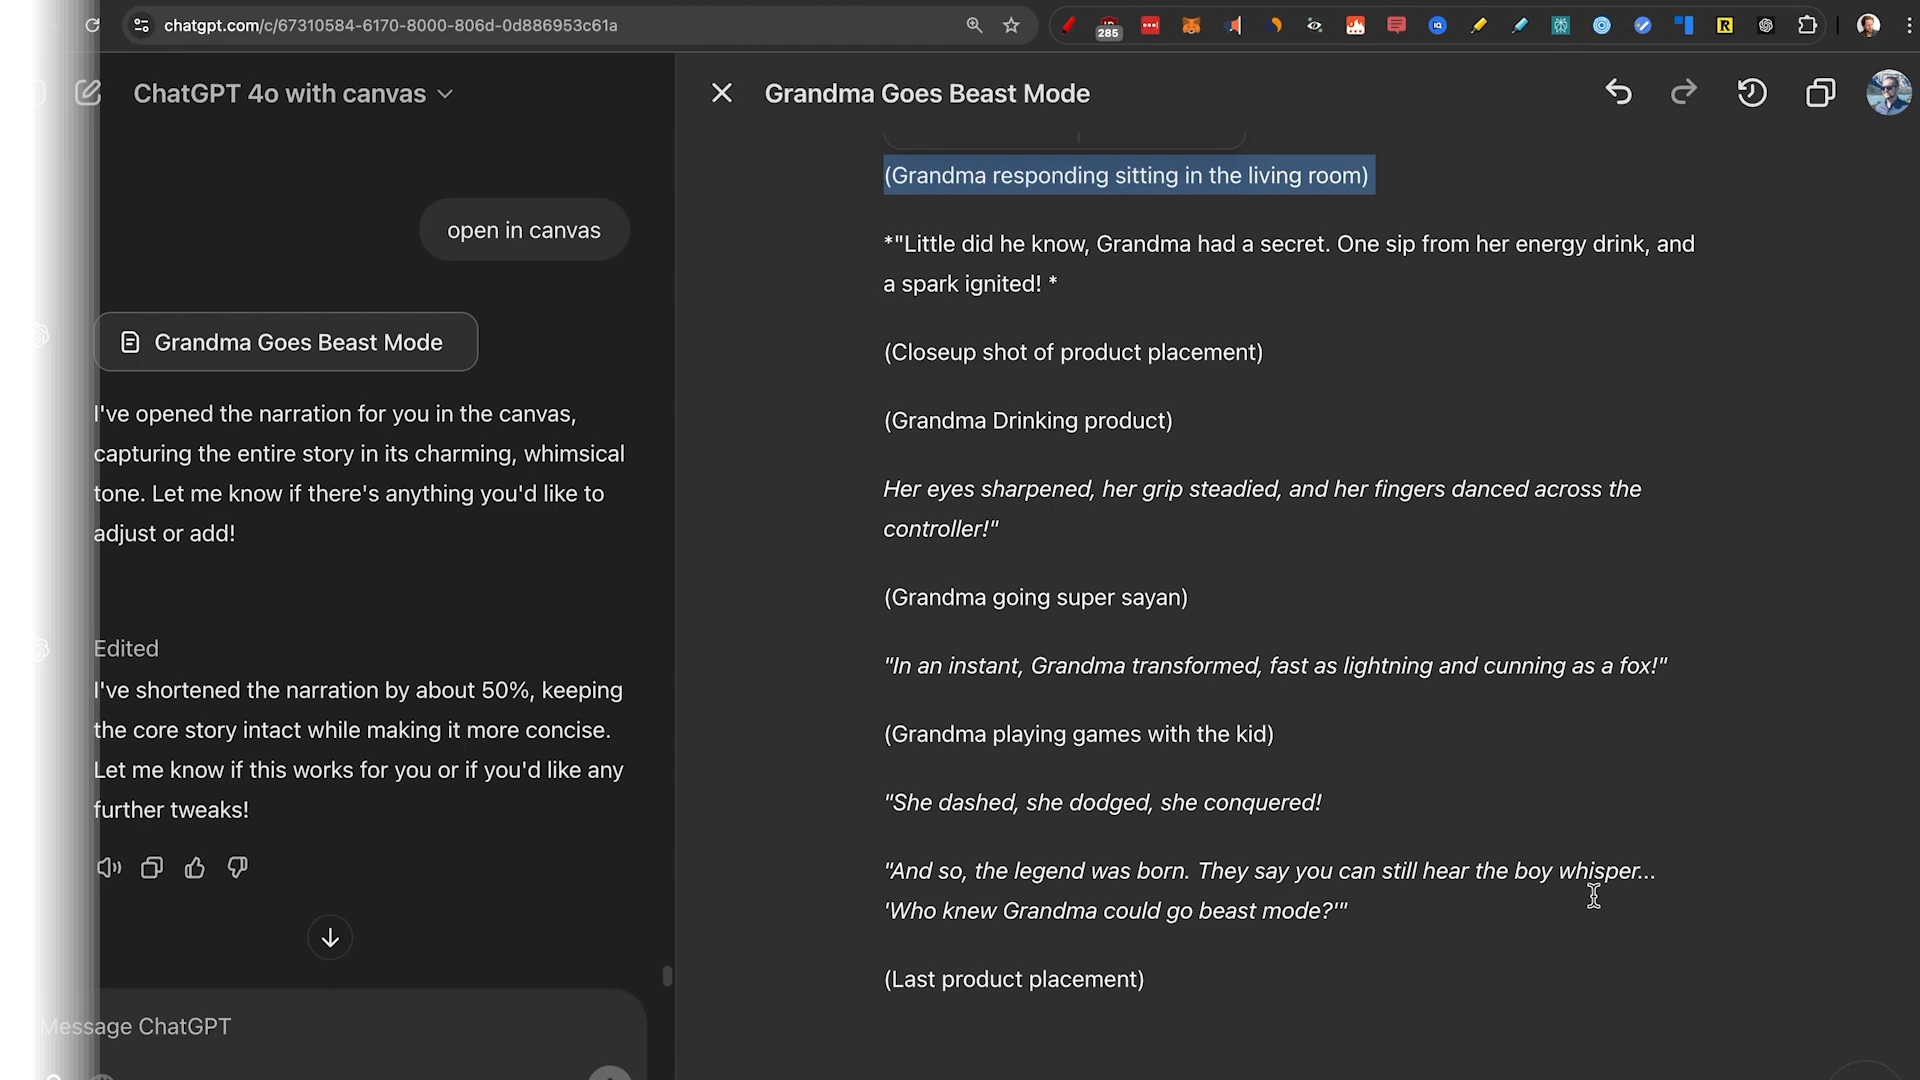 chatgpt.com/c/67310584-6170-8000-806d-0d886953c61a
285
ChatGPT 4o with canvas
Grandma Goes Beast Mode
open in canvas
Grandma Goes Beast Mode
I've opened the narration for you in the canvas,
capturing the entire story in its charming, whimsical
tone. Let me know if there's anything you'd like to
adjust or add!
Edited
I've shortened the narration by about 50%, keeping
the core story intact while making it more concise.
Let me know if this works for you or if you'd like any
further tweaks!
Message ChatGPT
(Grandma responding sitting in the living room)
*"Little did he know, Grandma had a secret. One sip from her energy drink, and
a spark ignited! *
(Closeup shot of product placement)
(Grandma Drinking product)
Her eyes sharpened, her grip steadied, and her fingers danced across the
controller!"
(Grandma going super sayan)
"In an instant, Grandma transformed, fast as lightning and cunning as a fox!"
(Grandma playing games with the kid)
"She dashed, she dodged, she conquered!
"And so, the legend was born. They say you can still hear the boy whisper...
'Who knew Grandma could go beast mode?'"
(Last product placement)